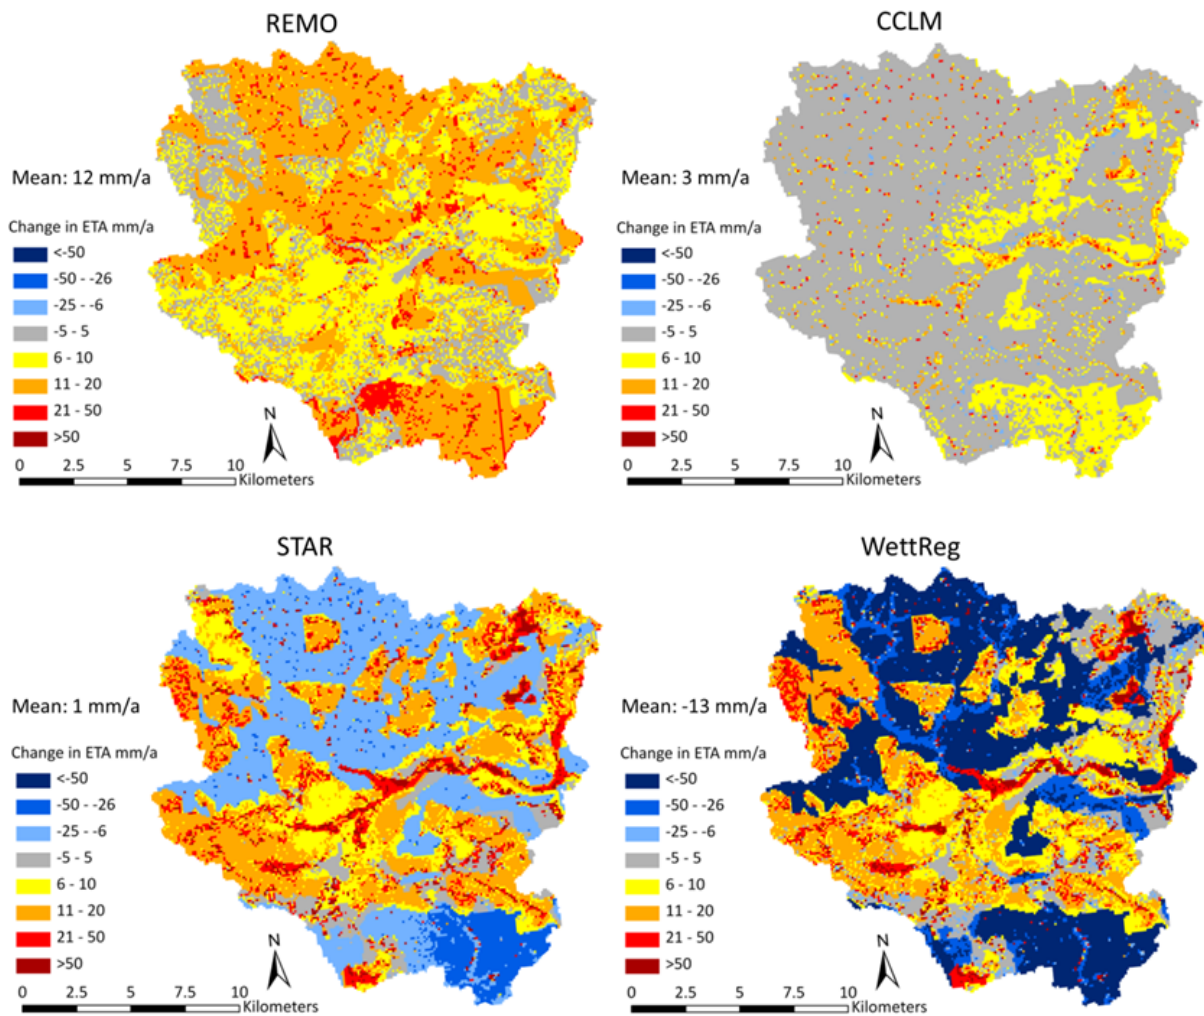 REMO
Mean: 12 mm/a
Change in ETA mm/a
<-50
-50 - -26
-25 - -6
-5 - 5
6 - 10
11 - 20
21 - 50
>50
N
0 2.5 5 7.5 10
Kilometers
CCLM
Mean: 3 mm/a
Change in ETA mm/a
<-50
-50 - -26
-25 - -6
-5 - 5
6 - 10
11 - 20
21 - 50
>50
N
0 2.5 5 7.5 10
Kilometers
STAR
Mean: 1 mm/a
Change in ETA mm/a
<-50
-50 - -26
-25 - -6
-5 - 5
6 - 10
11 - 20
21 - 50
>50
N
0 2.5 5 7.5 10
Kilometers
WettReg
Mean: -13 mm/a
Change in ETA mm/a
<-50
-50 - -26
-25 - -6
-5 - 5
6 - 10
11 - 20
21 - 50
>50
N
0 2.5 5 7.5 10
Kilometers